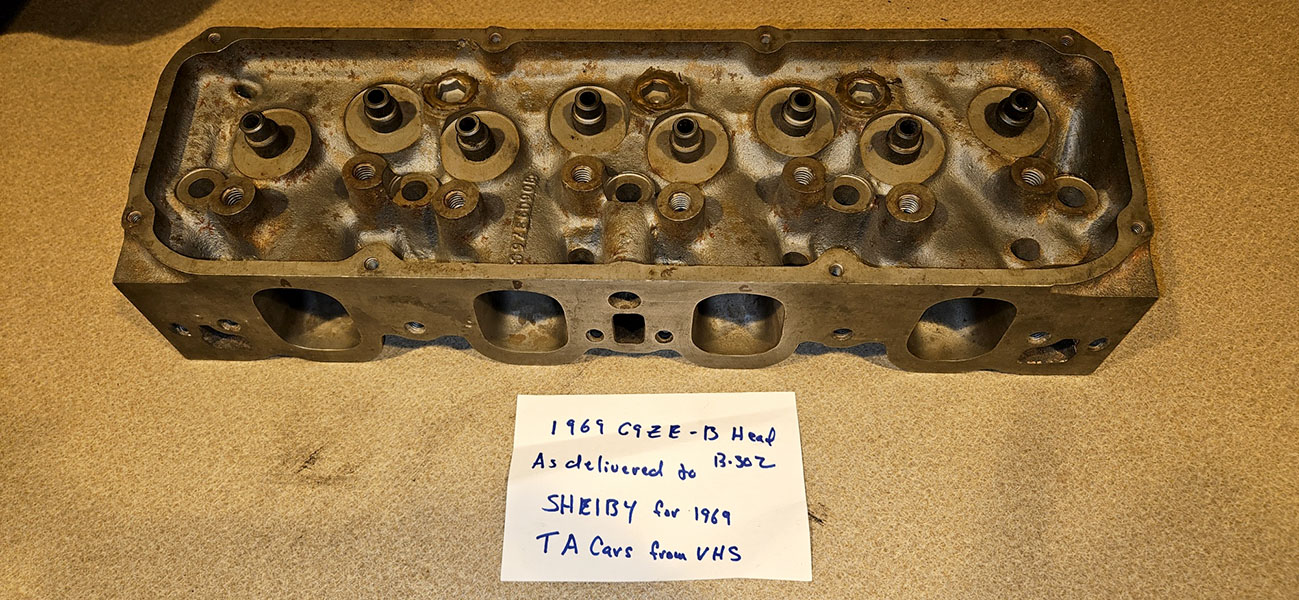 1969 C9ZE-B Head
As delivered to B-302
SHElBY for 1969
TA Cars from VHS